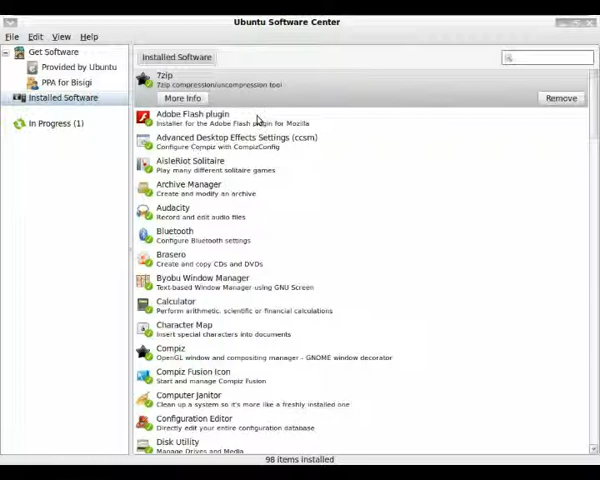 Ubuntu Software Center
File Edit View Help
Get Software
Provided by Ubuntu
PPA for Bisigi
Installed Software
In Progress (1)
Installed Software
7zip
7zip compression/uncompression tool
More Info
Remove
Adobe Flash plugin
Installer for the Adobe Flash plugin for Mozilla
Advanced Desktop Effects Settings (ccsm)
Configure Compiz with CompizConfig
AisleRiot Solitaire
Play many different solitaire games
Archive Manager
Create and modify an archive
Audacity
Record and edit audio files
Bluetooth
Configure Bluetooth settings
Brasero
Create and copy CDs and DVDs
Byobu Window Manager
Text-based Window Manager using GNU Screen
Calculator
Perform arithmetic, scientific or financial calculations
Character Map
Insert special characters into documents
Compiz
OpenGL window and compositing manager - GNOME window decorator
Compiz Fusion Icon
Start and manage Compiz Fusion
Computer Janitor
Clean up a system so it's more like a freshly installed one
Configuration Editor
Directly edit your entire configuration database
Disk Utility
Manage Drives and Media
98 items installed